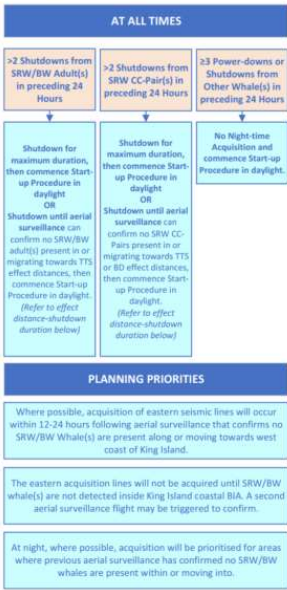 AT ALL TIMES
>2 Shutdowns from
SRW/BW Adult(s)
in preceding 24
Hours
>2 Shutdowns from
SRW CC-Pair(s) in
preceding 24 Hours
≥3 Power-downs or
Shutdowns from
Other Whale(s) in
preceding 24 Hours
Shutdown for
maximum duration,
then commence Start-
up Procedure in
daylight
OR
Shutdown until aerial
surveillance can
confirm no SRW/BW
adult(s) present in or
migrating towards TTS
effect distances, then
commence Start-up
Procedure in daylight.
(Refer to effect
distance-shutdown
duration below)
Shutdown for
maximum duration,
then commence Start-
up Procedure in
daylight
OR
Shutdown until aerial
surveillance can
confirm no SRW CC-
Pairs present in or
migrating towards TTS
or BD effect distances,
then commence Start-
up Procedure in
daylight.
(Refer to effect
distance-shutdown
duration below)
No Night-time
Acquisition and
commence Start-up
Procedure in daylight.
PLANNING PRIORITIES
Where possible, acquisition of eastern seismic lines will occur
within 12-24 hours following aerial surveillance that confirms no
SRW/BW Whale(s) are present along or moving towards west
coast of King Island.
The eastern acquisition lines will not be acquired until SRW/BW
whale(s) are not detected inside King Island coastal BIA. A second
aerial surveillance flight may be triggered to confirm.
At night, where possible, acquisition will be prioritised for areas
where previous aerial surveillance has confirmed no SRW/BW
whales are present within or moving into.